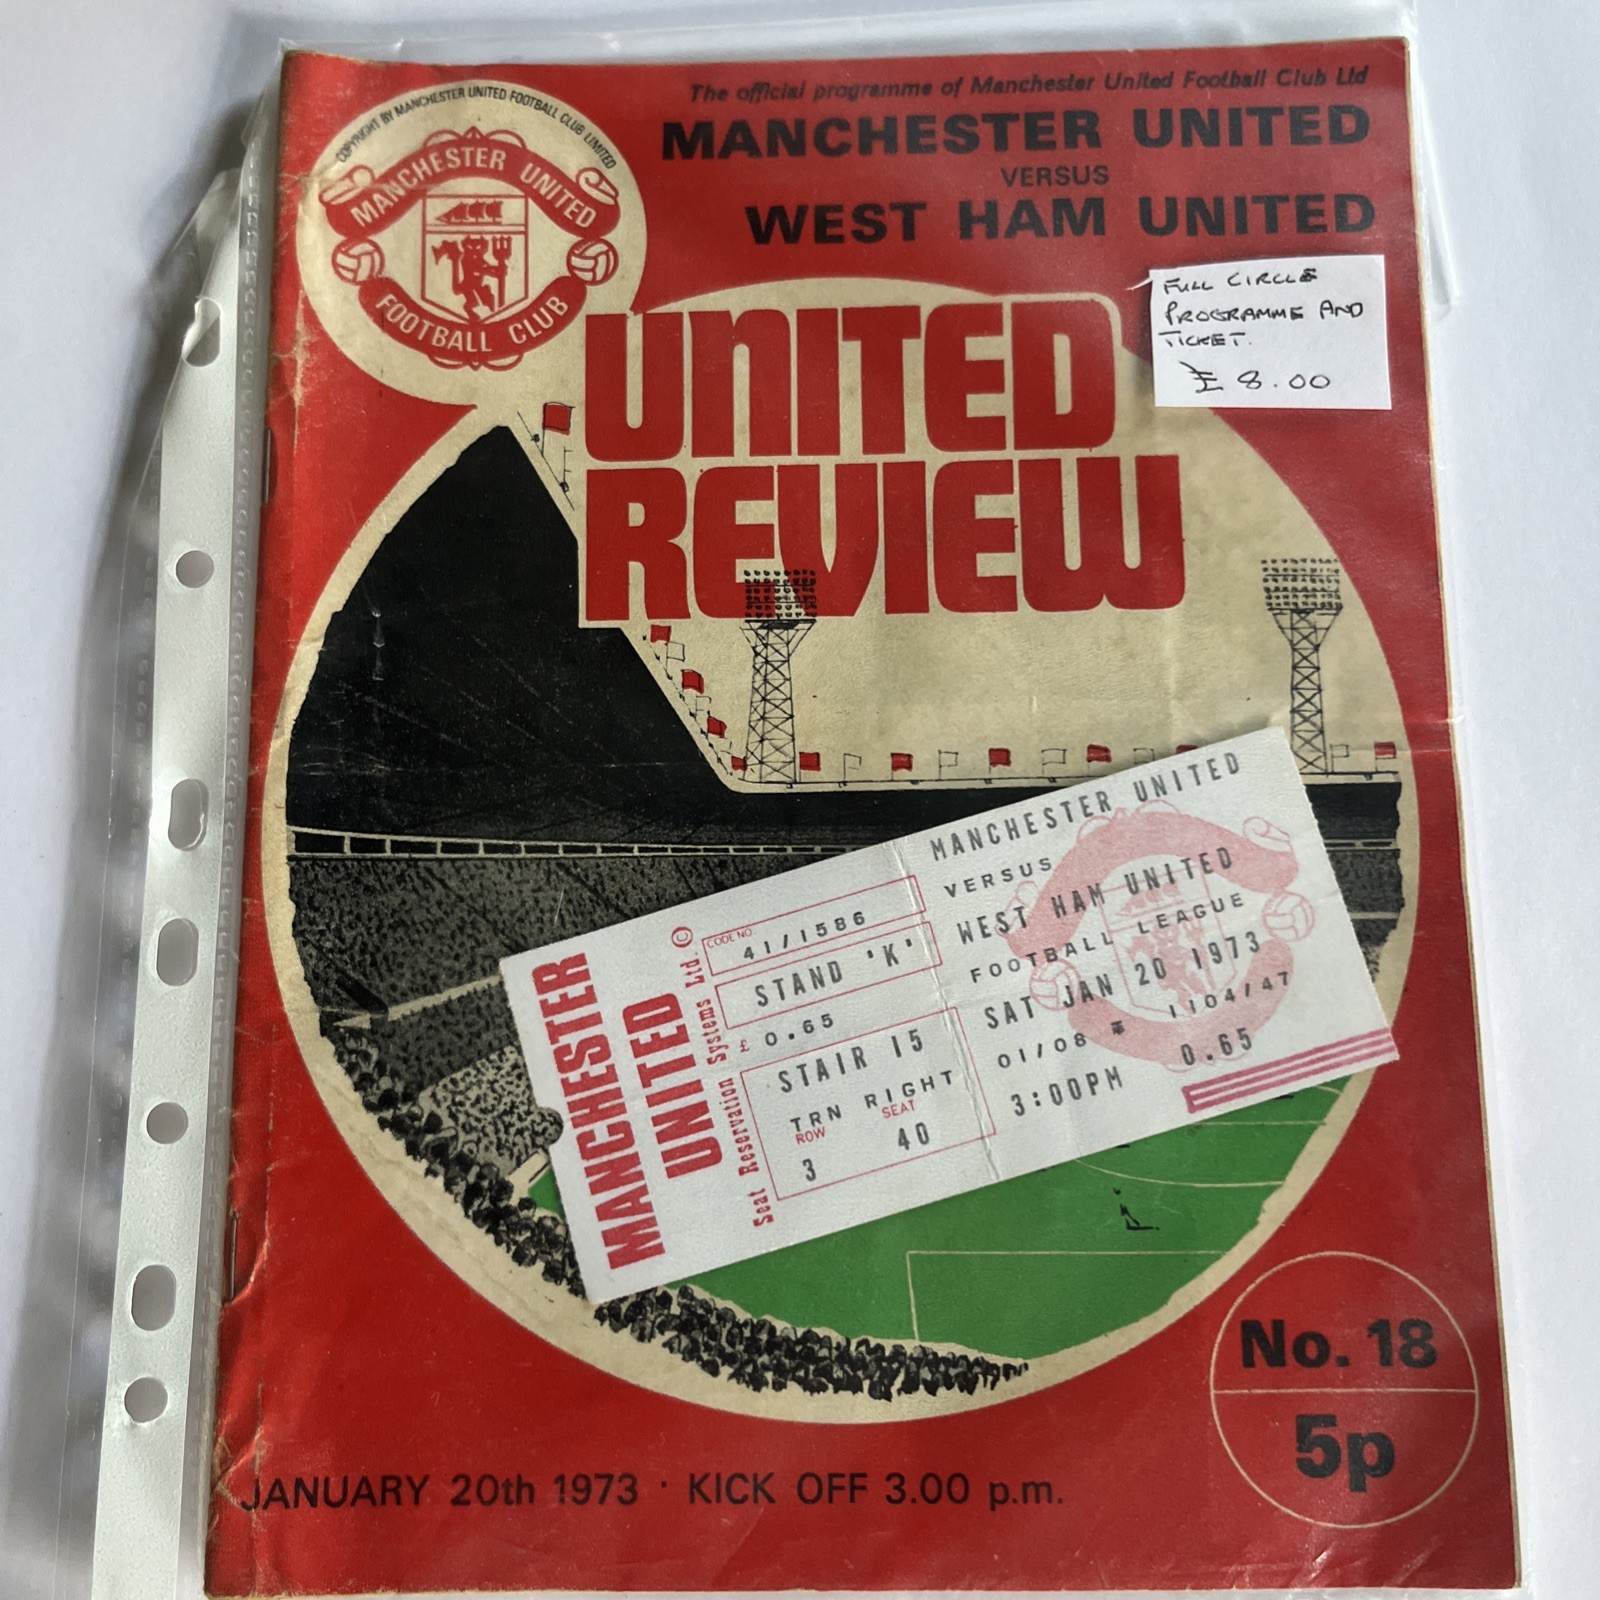 The official programme of Manchester United Football Club Ltd
MANCHESTER UNITED
VERSUS
WEST HAM UNITED
COPYRIGHT BY MANCHESTER UNITED FOOTBALL CLUB LIMITED
MANCHESTER UNITED
FOOTBALL CLUB
FULL CIRCLE
PROGRAMME AND
TICKET.
£8.00
UNITED
REVIEW
MANCHESTER
UNITED
Seat Reservation Systems Ltd. ©
CODE NO.
41/1586
STAND 'K'
£ 0.65
STAIR 15
TRN RIGHT
ROW SEAT
3 40
MANCHESTER UNITED
VERSUS
WEST HAM UNITED
FOOTBALL LEAGUE
SAT JAN 20 1973
01/08 * 1104/47
0.65
3:00PM
No. 18
5p
JANUARY 20th 1973 · KICK OFF 3.00 p.m.